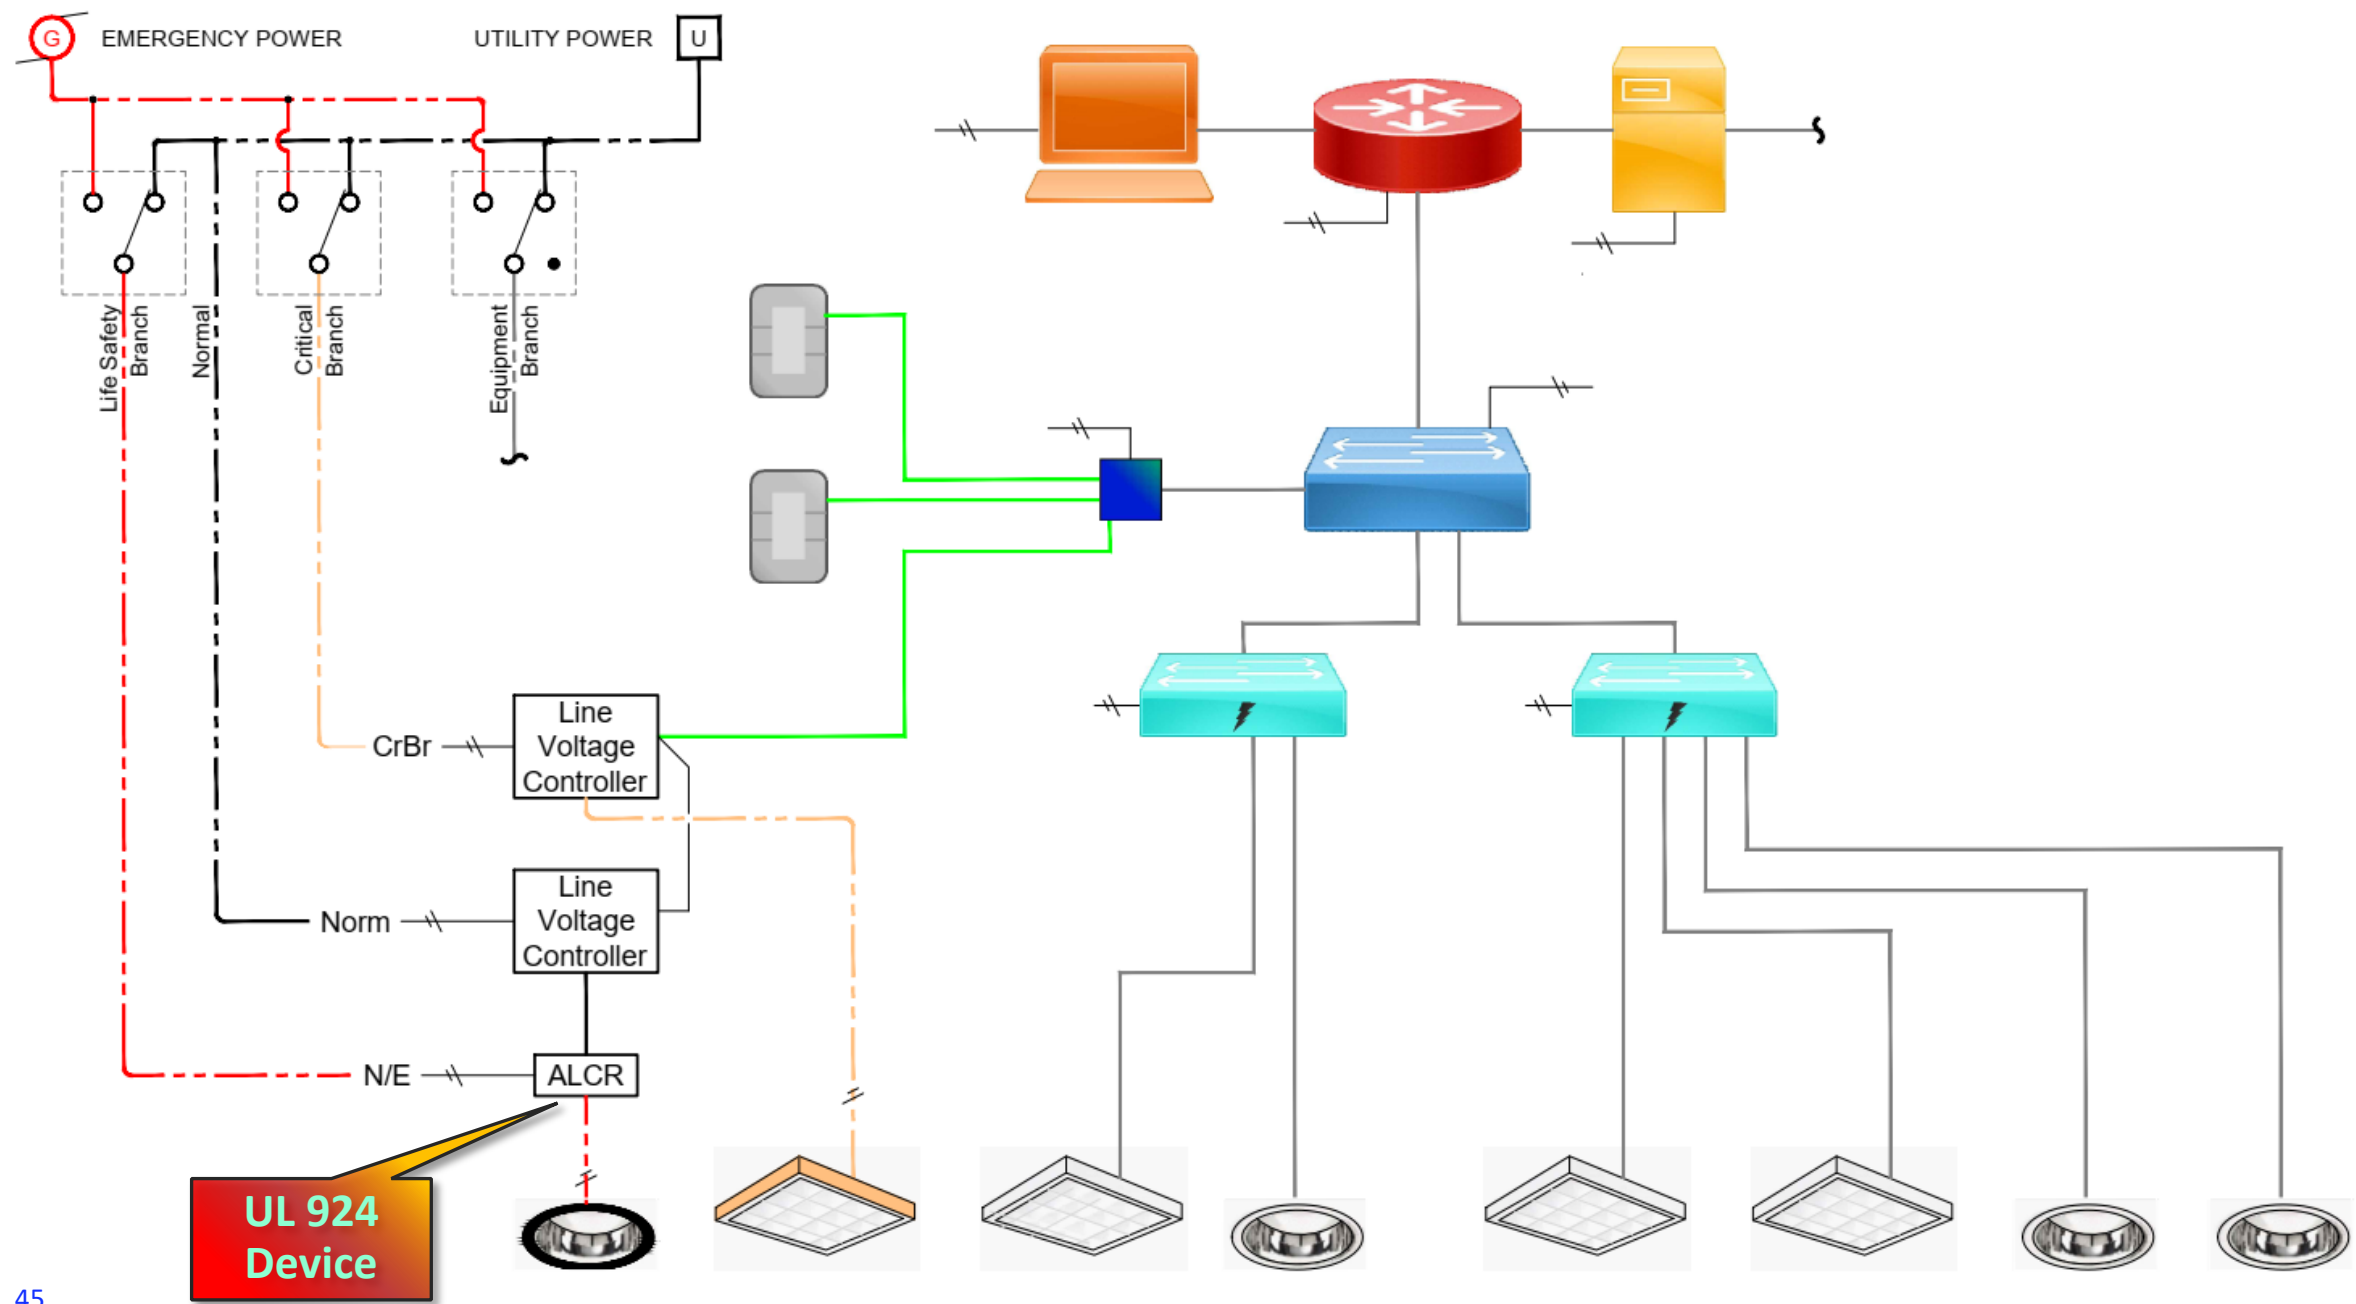 G
EMERGENCY POWER
UTILITY POWER
U
Life Safety
Branch
Normal
Critical
Branch
Equipment
Branch
Line
Voltage
Controller
CrBr
Line
Voltage
Controller
Norm
N/E
ALCR
UL 924
Device
45